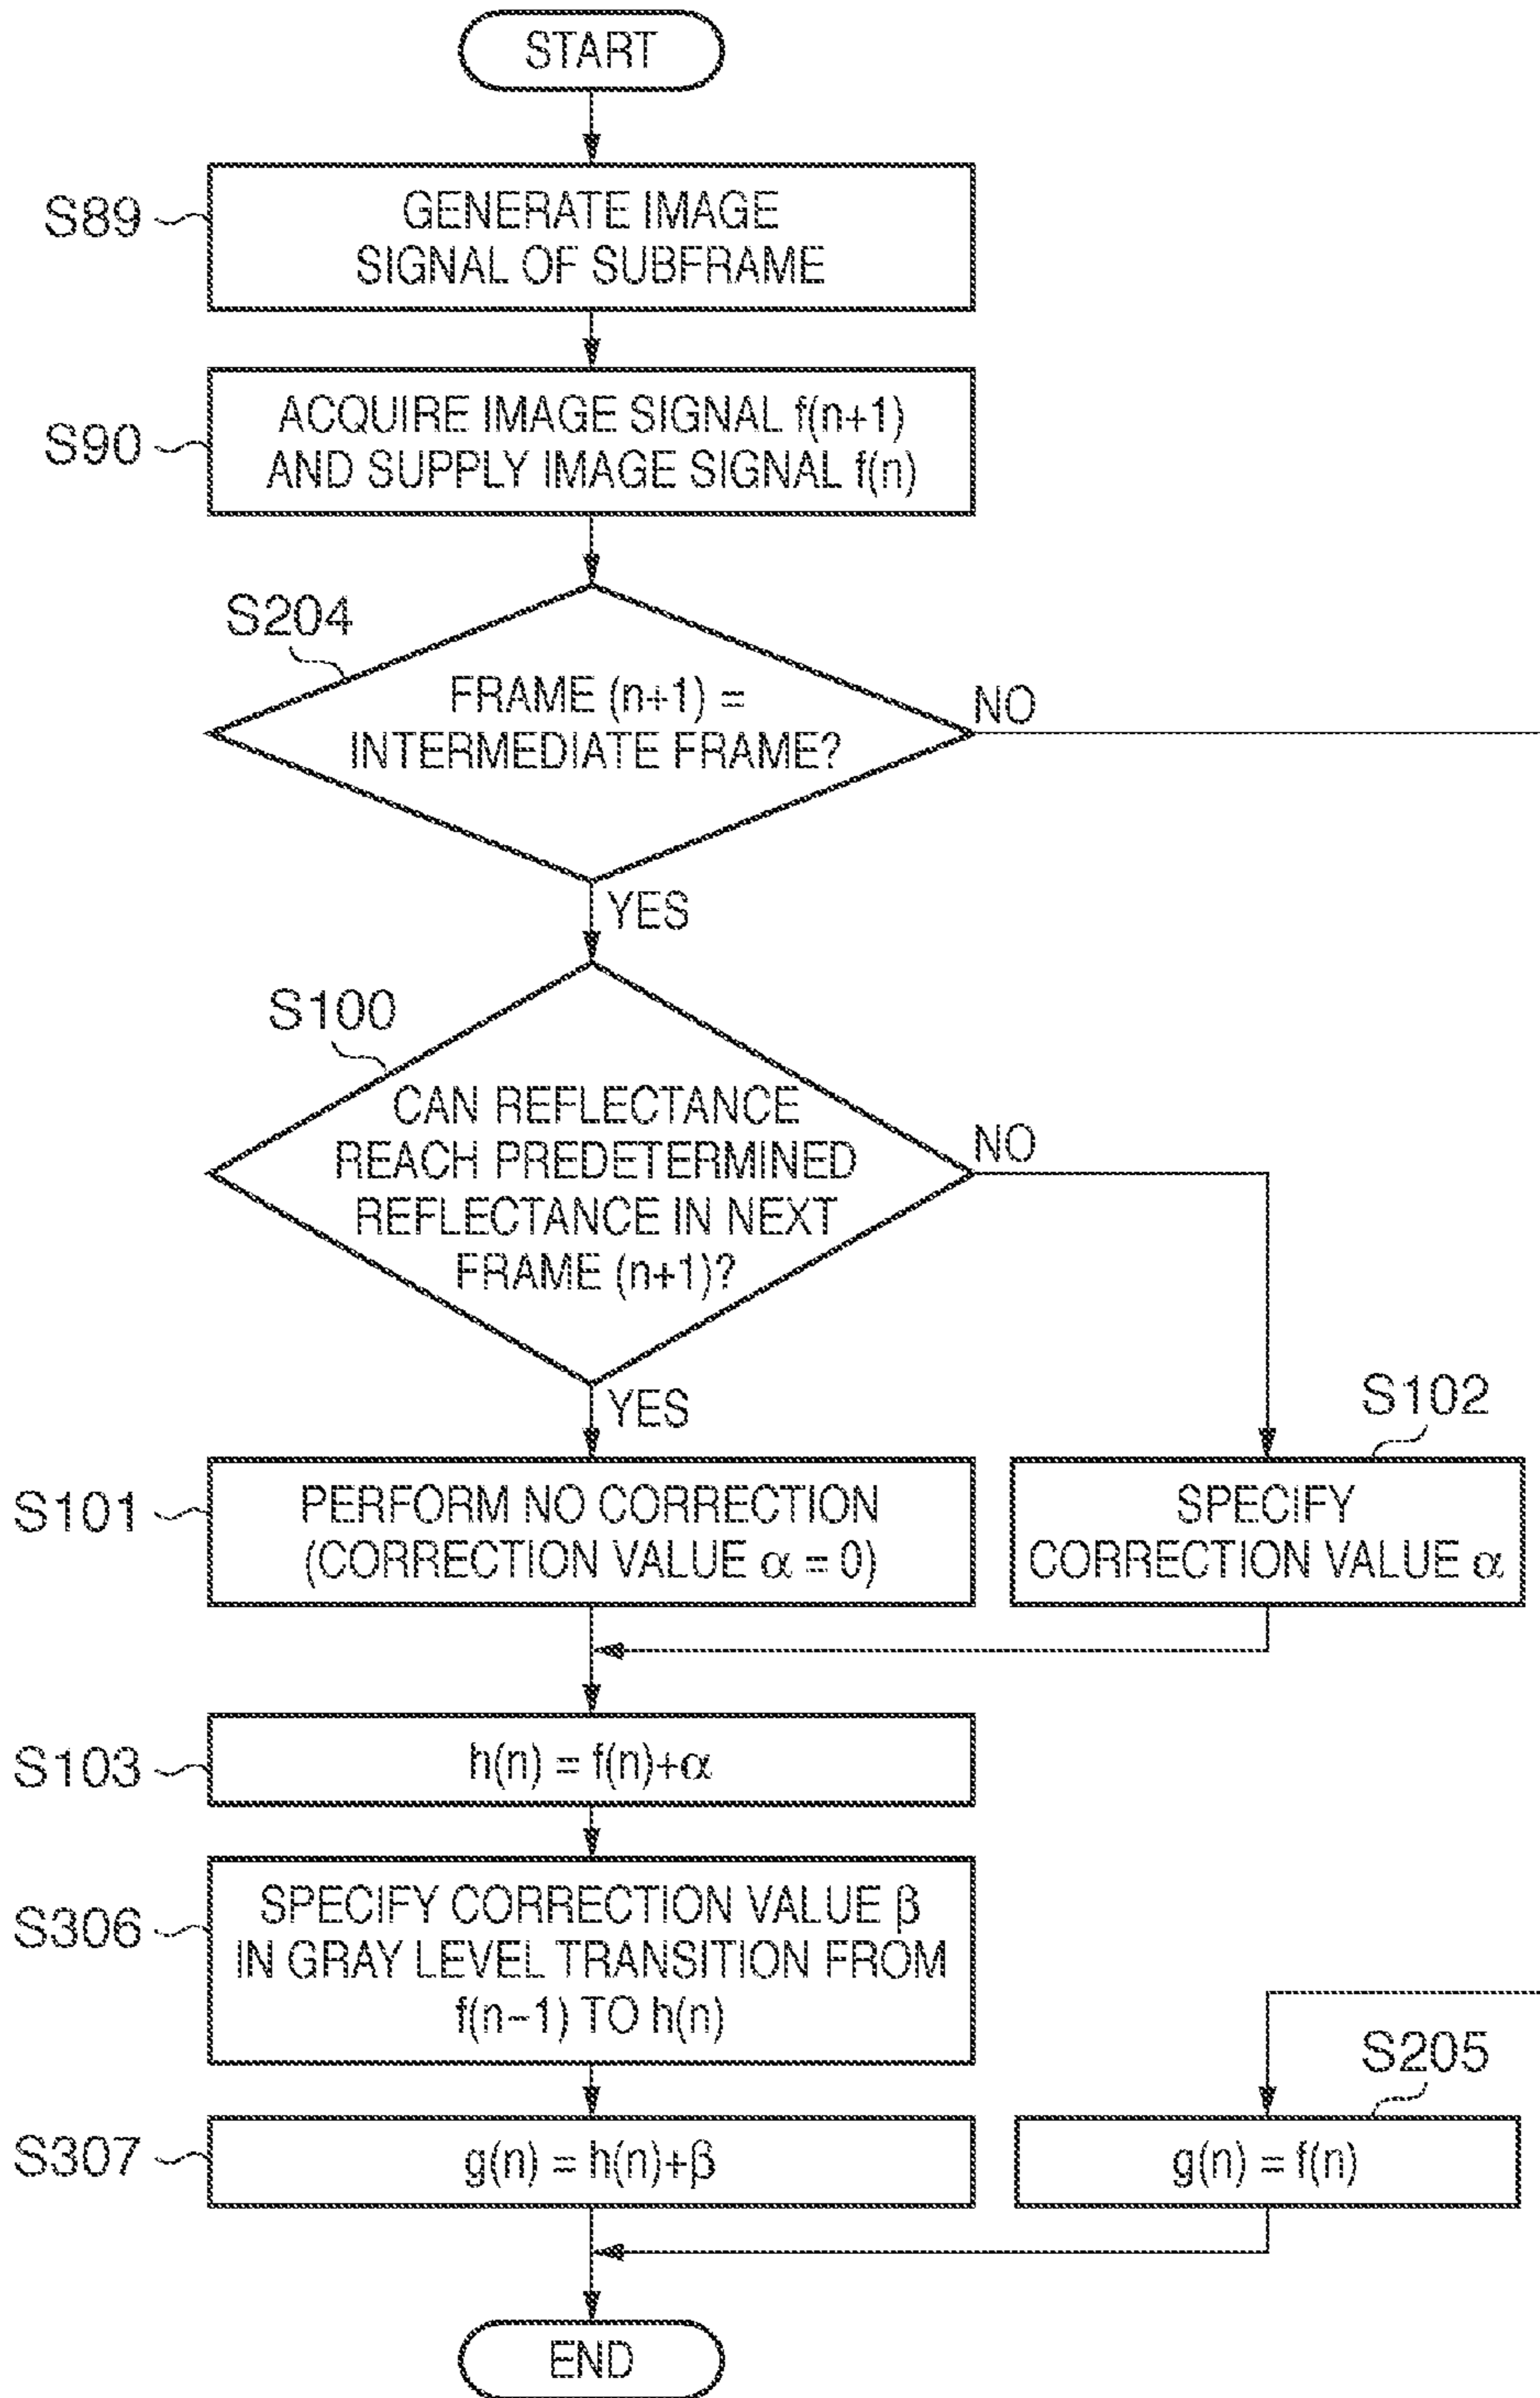 START
S89
GENERATE IMAGE
SIGNAL OF SUBFRAME
S90
ACQUIRE IMAGE SIGNAL f(n+1)
AND SUPPLY IMAGE SIGNAL f(n)
S204
FRAME (n+1) =
INTERMEDIATE FRAME?
NO
YES
S100
CAN REFLECTANCE
REACH PREDETERMINED
REFLECTANCE IN NEXT
FRAME (n+1)?
NO
YES
S101
PERFORM NO CORRECTION
(CORRECTION VALUE α = 0)
S102
SPECIFY
CORRECTION VALUE α
S103
h(n) = f(n)+α
S306
SPECIFY CORRECTION VALUE β
IN GRAY LEVEL TRANSITION FROM
f(n−1) TO h(n)
S307
g(n) = h(n)+β
S205
g(n) = f(n)
END